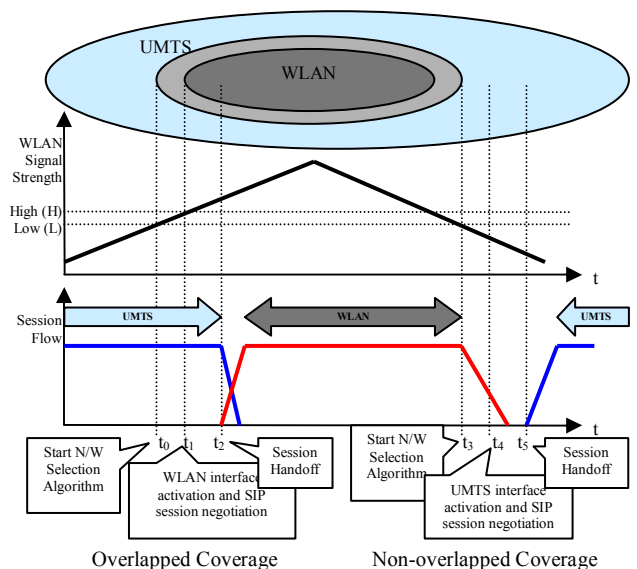 UMTS
WLAN
WLAN
Signal
Strength
High (H)
Low (L)
t
UMTS
WLAN
UMTS
Session
Flow
t
t0
t1
t2
t3
t4
t5
Start N/W
Selection
Algorithm
WLAN interface
activation and SIP
session negotiation
Session
Handoff
Start N/W
Selection
Algorithm
UMTS interface
activation and SIP
session negotiation
Session
Handoff
Overlapped Coverage
Non-overlapped Coverage